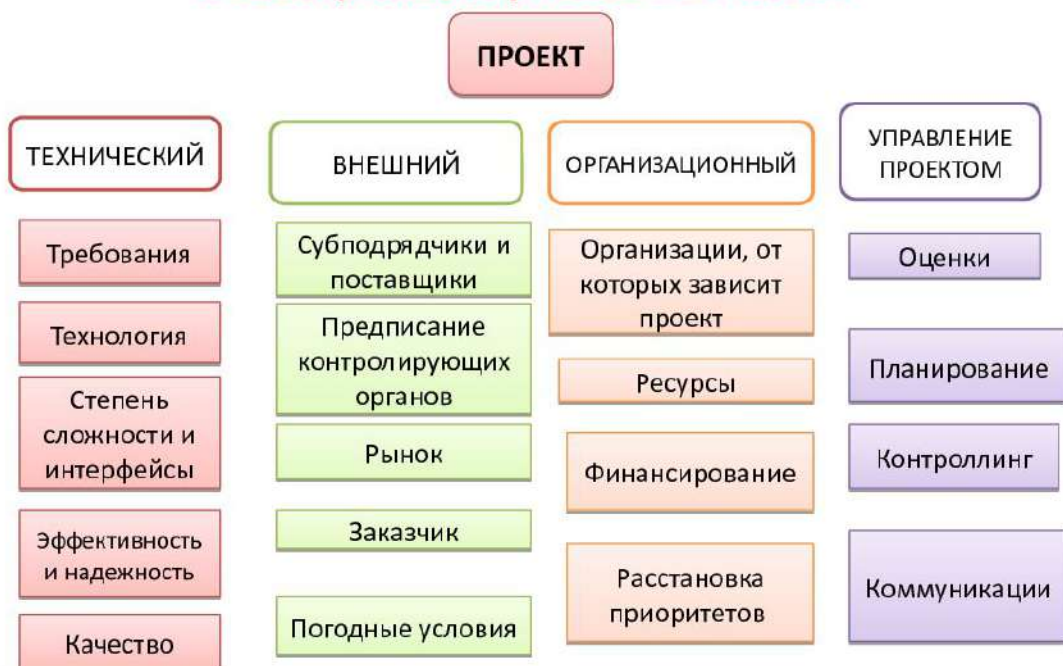 ПРОЕКТ
ТЕХНИЧЕСКИЙ
Требования
Технология
Степень
сложности и
интерфейсы
Эффективность
и надежность
Качество
ВНЕШНИЙ
Субподрядчики и
поставщики
Предписание
контролирующих
органов
Рынок
Заказчик
Погодные условия
ОРГАНИЗАЦИОННЫЙ
Организации, от
которых зависит
проект
Ресурсы
Финансирование
Расстановка
приоритетов
УПРАВЛЕНИЕ
ПРОЕКТОМ
Оценки
Планирование
Контроллинг
Коммуникации